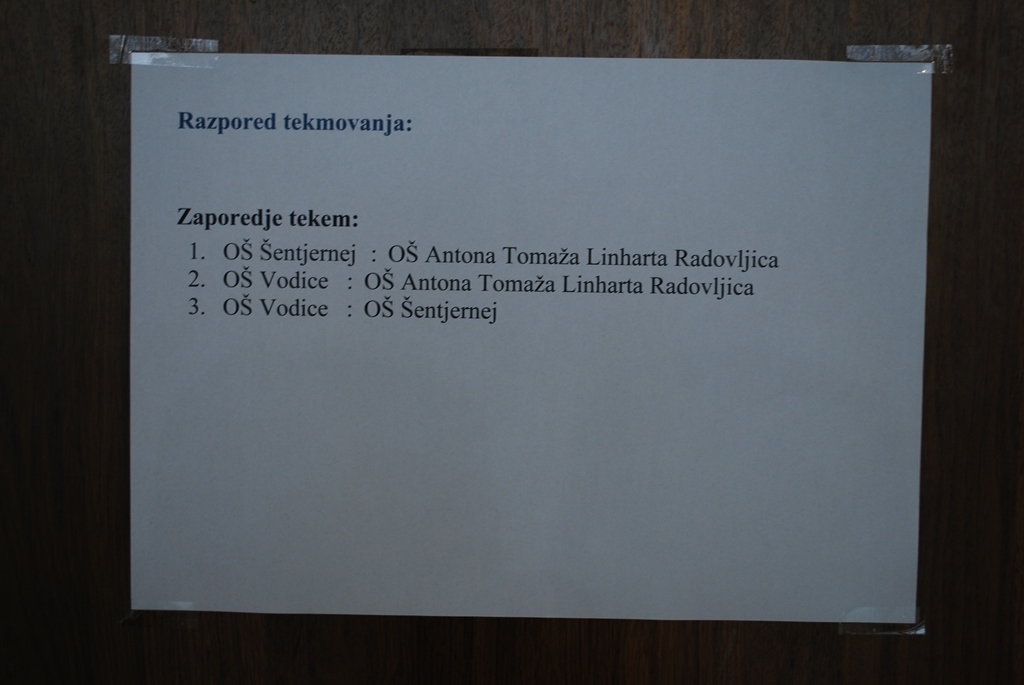 Razpored tekmovanja:
Zaporedje tekem:
1. OŠ Šentjernej : OŠ Antona Tomaža Linharta Radovljica
2. OŠ Vodice : OŠ Antona Tomaža Linharta Radovljica
3. OŠ Vodice : OŠ Šentjernej